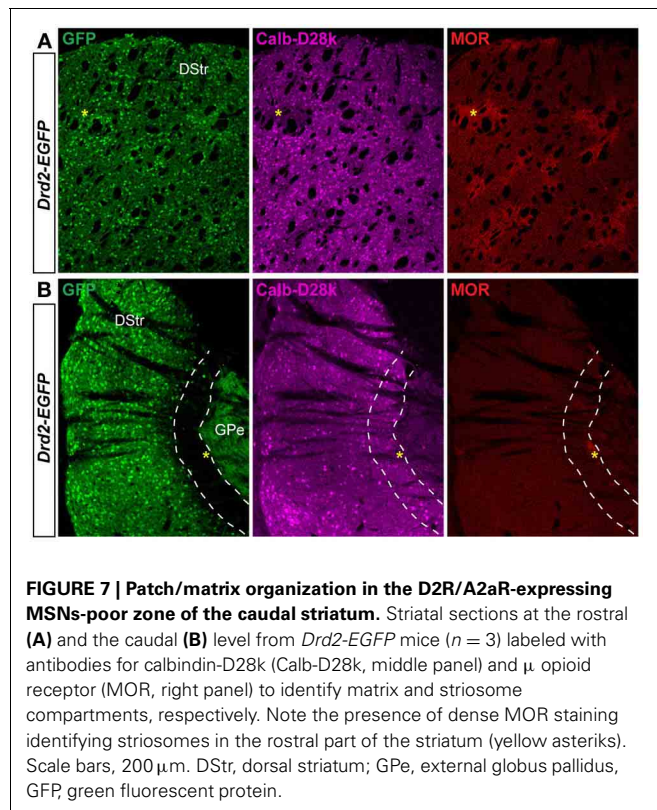 A
GFP
Calb-D28k
MOR
DStr
*
*
*
Drd2-EGFP
B
GFP
Calb-D28k
MOR
DStr
GPe
*
*
*
Drd2-EGFP
FIGURE 7 | Patch/matrix organization in the D2R/A2aR-expressing
MSNs-poor zone of the caudal striatum. Striatal sections at the rostral
(A) and the caudal (B) level from Drd2-EGFP mice (n = 3) labeled with
antibodies for calbindin-D28k (Calb-D28k, middle panel) and μ opioid
receptor (MOR, right panel) to identify matrix and striosome
compartments, respectively. Note the presence of dense MOR staining
identifying striosomes in the rostral part of the striatum (yellow asteriks).
Scale bars, 200 μm. DStr, dorsal striatum; GPe, external globus pallidus,
GFP, green fluorescent protein.